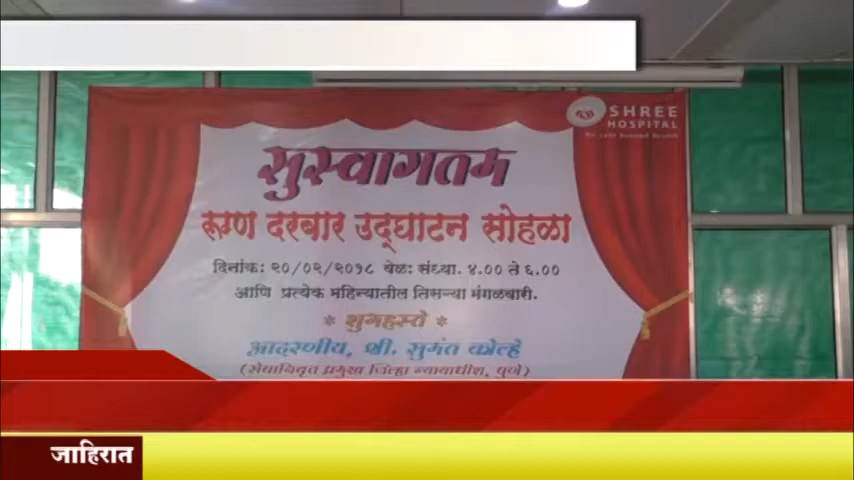 SHREE
HOSPITAL
सुस्वागतम
रूग्ण दरबार उद्‌घाटन सोहळा
दिनांक: २०/०२/२०१८ वेळ: संध्या. ४.०० ते ६.००
आणि प्रत्येक महिन्यातील तिसऱ्या मंगळवारी.
* शुभहस्ते *
आदरणीय, श्री. सुमंत कोल्हे
(सेवानिवृत प्रमुख जिल्हा न्यायाधीश, पुणे)
जाहिरात